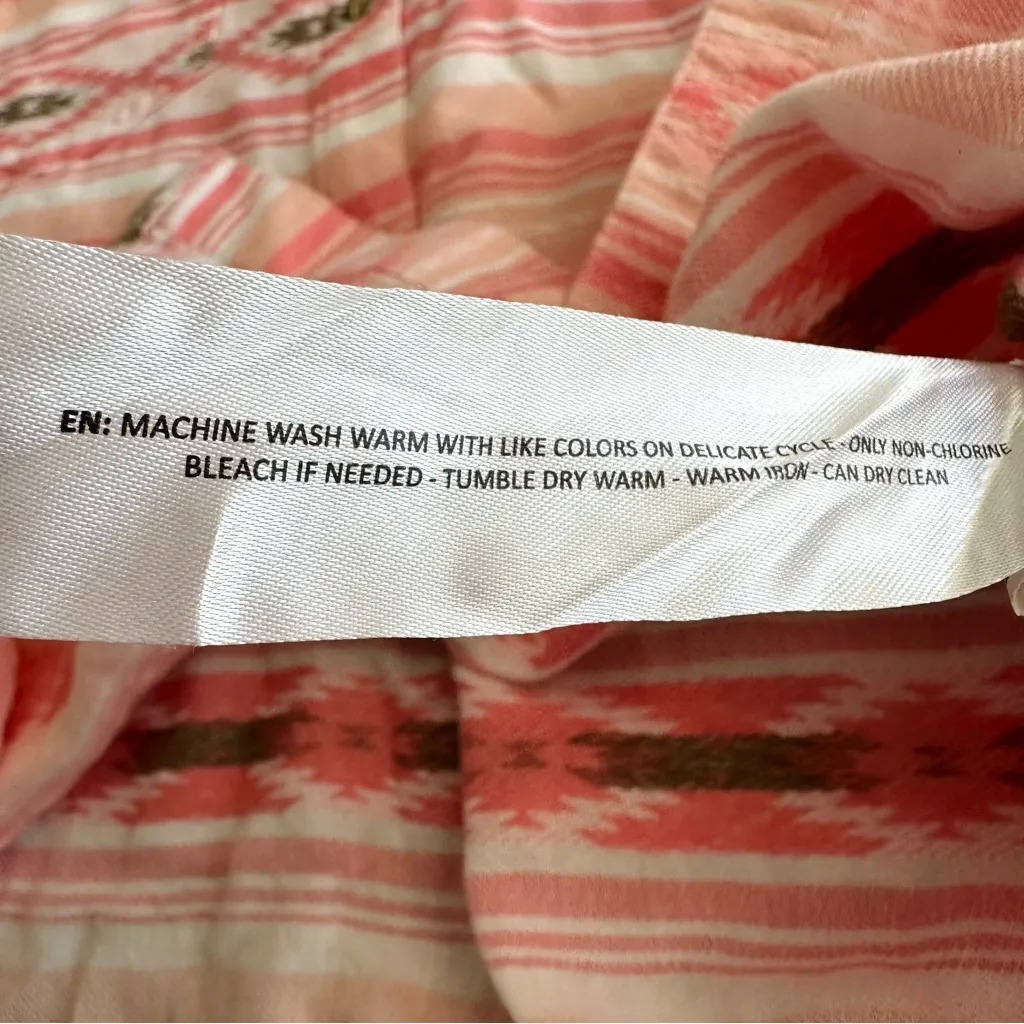 EN: MACHINE WASH WARM WITH LIKE COLORS ON DELICATE CYCLE - ONLY NON-CHLORINE
BLEACH IF NEEDED - TUMBLE DRY WARM - WARM IRON - CAN DRY CLEAN